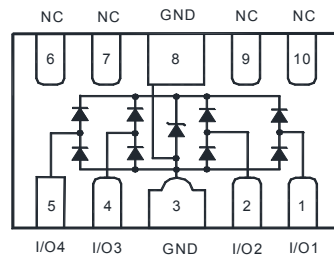 NC NC GND NC NC
6 7 8 9 10
5 4 3 2 1
I/O4 I/O3 GND I/O2 I/O1